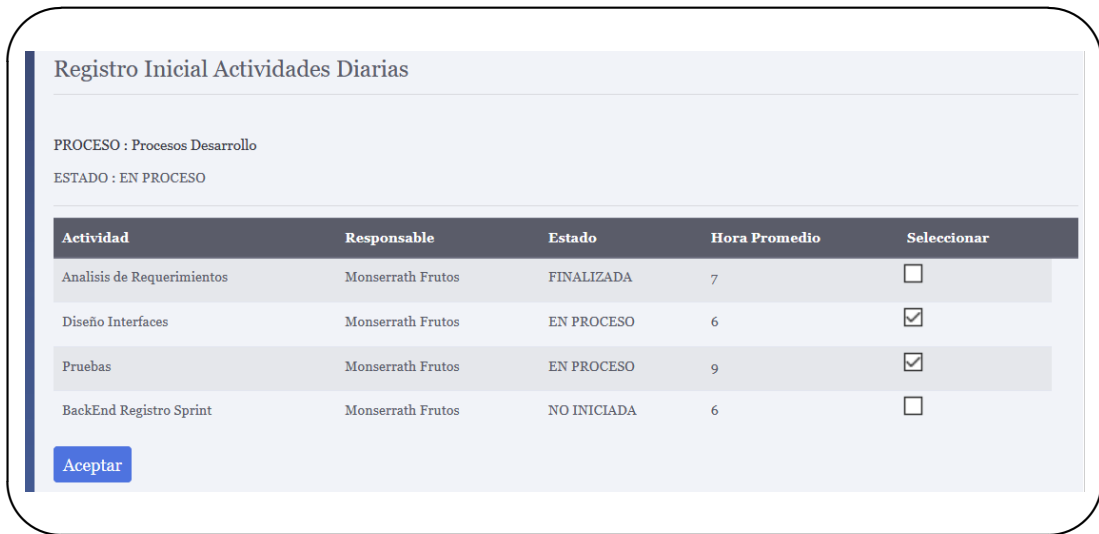 Registro Inicial Actividades Diarias
PROCESO : Procesos Desarrollo
ESTADO : EN PROCESO
Actividad Responsable Estado Hora Promedio Seleccionar
Analisis de Requerimientos Monserrath Frutos FINALIZADA 7
Diseño Interfaces Monserrath Frutos EN PROCESO 6
Pruebas Monserrath Frutos EN PROCESO 9
BackEnd Registro Sprint Monserrath Frutos NO INICIADA 6
Aceptar